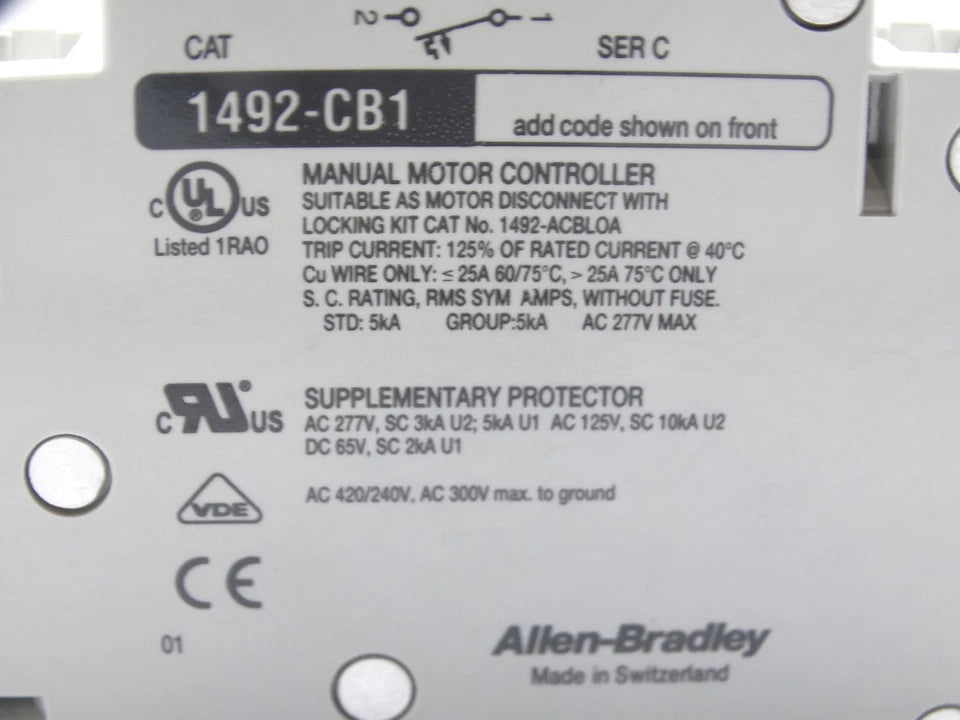 2 1
CAT SER C
1492-CB1 add code shown on front
C UL ® US
Listed 1RAO
MANUAL MOTOR CONTROLLER
SUITABLE AS MOTOR DISCONNECT WITH
LOCKING KIT CAT No. 1492-ACBLOA
TRIP CURRENT: 125% OF RATED CURRENT @ 40°C
Cu WIRE ONLY: ≤ 25A 60/75°C, > 25A 75°C ONLY
S. C. RATING, RMS SYM AMPS, WITHOUT FUSE.
STD: 5kA GROUP:5kA AC 277V MAX
C RU ® US
SUPPLEMENTARY PROTECTOR
AC 277V, SC 3kA U2; 5kA U1 AC 125V, SC 10kA U2
DC 65V, SC 2kA U1
VDE
AC 420/240V, AC 300V max. to ground
CE
01
Allen-Bradley
Made in Switzerland